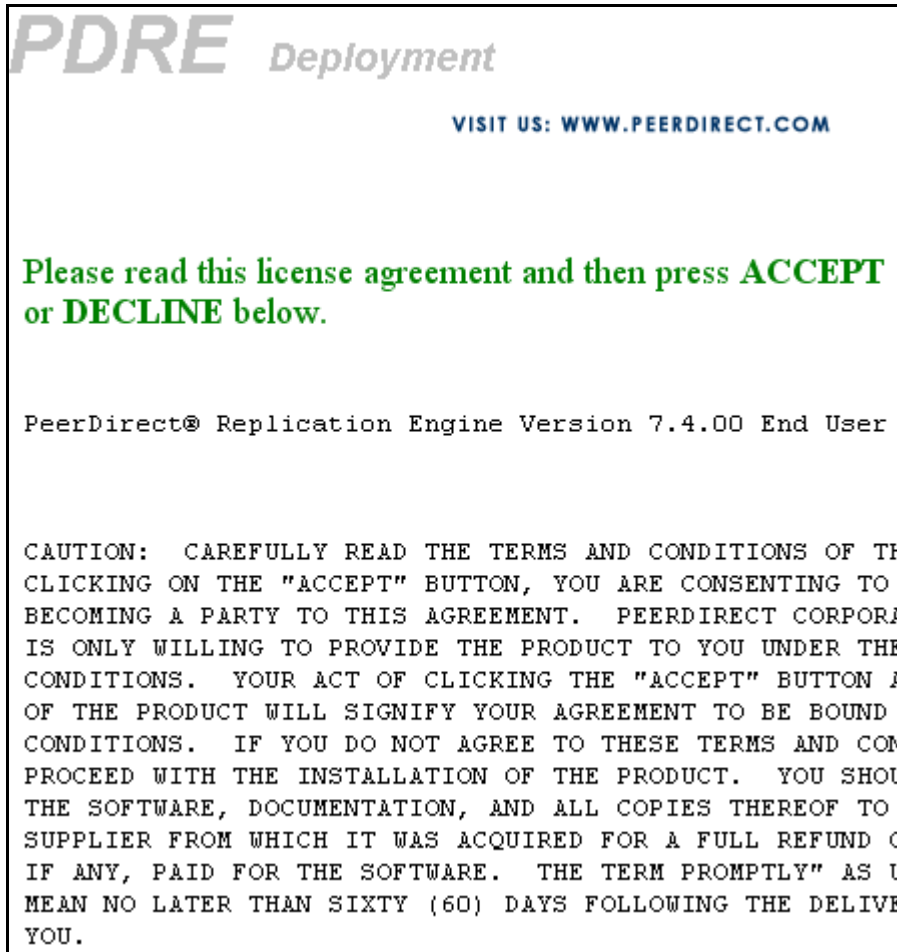 PDRE Deployment
VISIT US: WWW.PEERDIRECT.COM
Please read this license agreement and then press ACCEPT
or DECLINE below.
PeerDirect® Replication Engine Version 7.4.00 End User
CAUTION:  CAREFULLY READ THE TERMS AND CONDITIONS OF TH
CLICKING ON THE "ACCEPT" BUTTON, YOU ARE CONSENTING TO
BECOMING A PARTY TO THIS AGREEMENT.  PEERDIRECT CORPORA
IS ONLY WILLING TO PROVIDE THE PRODUCT TO YOU UNDER THE
CONDITIONS.  YOUR ACT OF CLICKING THE "ACCEPT" BUTTON A
OF THE PRODUCT WILL SIGNIFY YOUR AGREEMENT TO BE BOUND
CONDITIONS.  IF YOU DO NOT AGREE TO THESE TERMS AND CON
PROCEED WITH THE INSTALLATION OF THE PRODUCT.  YOU SHOU
THE SOFTWARE, DOCUMENTATION, AND ALL COPIES THEREOF TO
SUPPLIER FROM WHICH IT WAS ACQUIRED FOR A FULL REFUND O
IF ANY, PAID FOR THE SOFTWARE.  THE TERM PROMPTLY" AS U
MEAN NO LATER THAN SIXTY (60) DAYS FOLLOWING THE DELIVE
YOU.